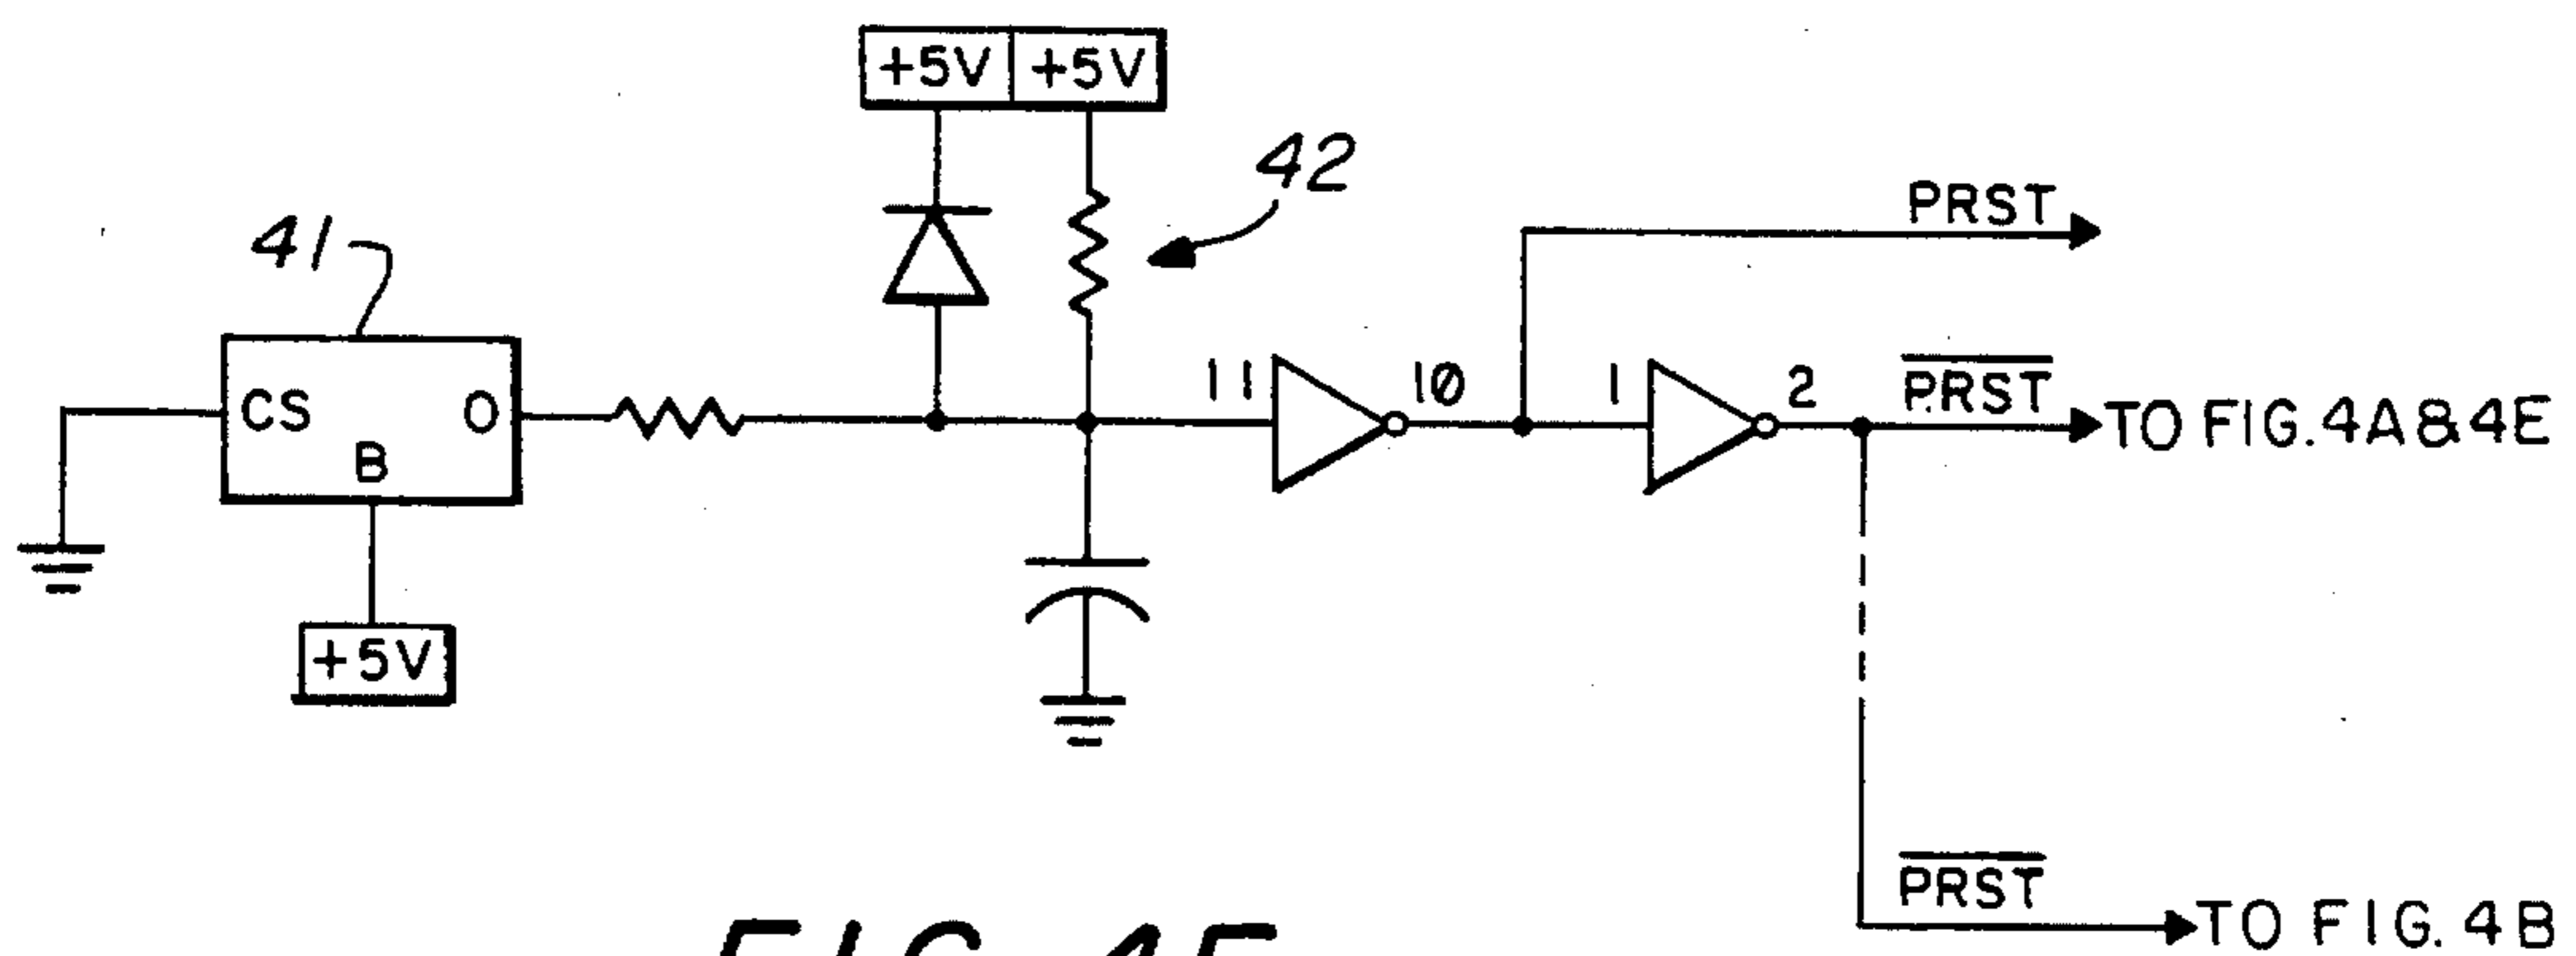 +5V +5V
42
41
PRST
CS O
B
11 10
1 2
PRST
TO FIG.4A&4E
+5V
PRST
TO FIG. 4B